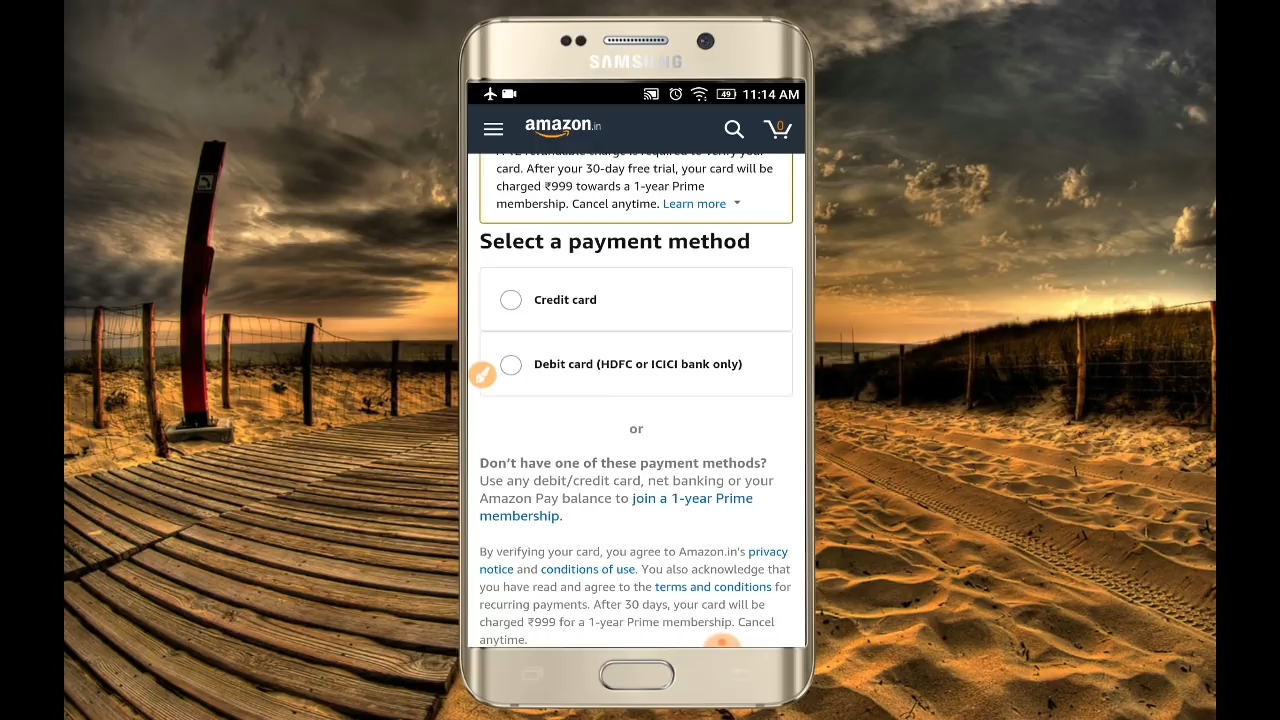 SAMSUNG
49 11:14 AM
amazon.in
0
card. After your 30-day free trial, your card will be
charged ₹999 towards a 1-year Prime
membership. Cancel anytime. Learn more
Select a payment method
Credit card
Debit card (HDFC or ICICI bank only)
or
Don’t have one of these payment methods?
Use any debit/credit card, net banking or your
Amazon Pay balance to join a 1-year Prime
membership.
By verifying your card, you agree to Amazon.in's privacy
notice and conditions of use. You also acknowledge that
you have read and agree to the terms and conditions for
recurring payments. After 30 days, your card will be
charged ₹999 for a 1-year Prime membership. Cancel
anytime.